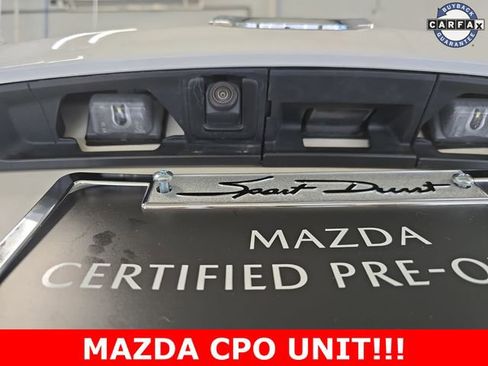 BUYBACK
CARFAX
GUARANTEE
Sport Durst
MAZDA
CERTIFIED PRE-O
MAZDA CPO UNIT!!!